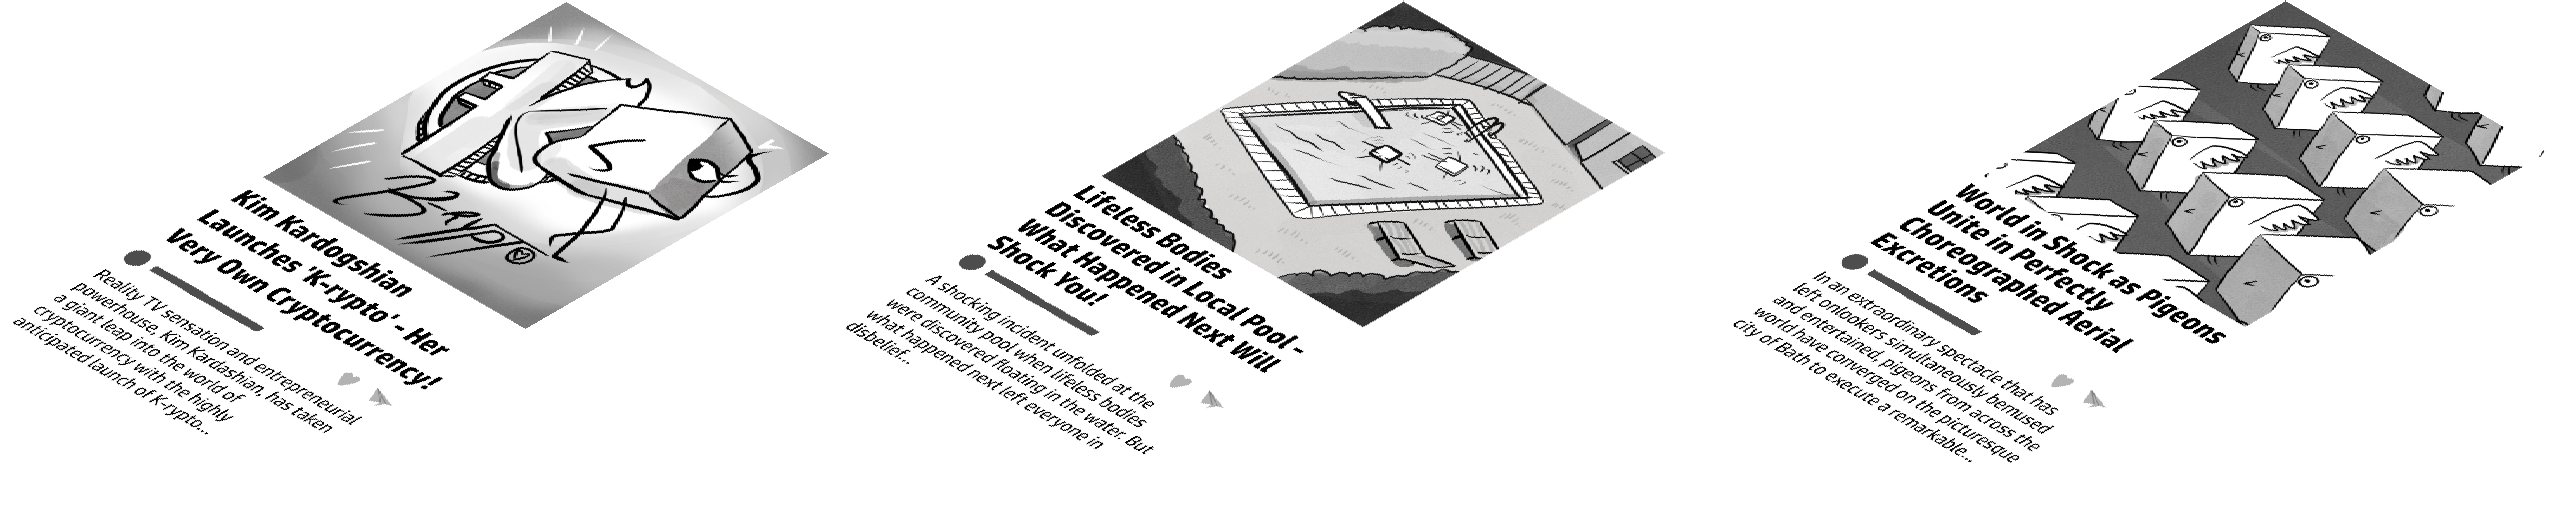 K-rypto
Kim Kardogshian
Launches 'K-rypto' - Her
Very Own Cryptocurrency!
Reality TV sensation and entrepreneurial
powerhouse, Kim Kardashian, has taken
a giant leap into the world of
cryptocurrency with the highly
anticipated launch of K-rypto...
Lifeless Bodies
Discovered in Local Pool -
What Happened Next Will
Shock You!
A shocking incident unfolded at the
community pool when lifeless bodies
were discovered floating in the water. But
what happened next left everyone in
disbelief...
World in Shock as Pigeons
Unite in Perfectly
Choreographed Aerial
Excretions
In an extraordinary spectacle that has
left onlookers simultaneously bemused
and entertained, pigeons from across the
world have converged on the picturesque
city of Bath to execute a remarkable...